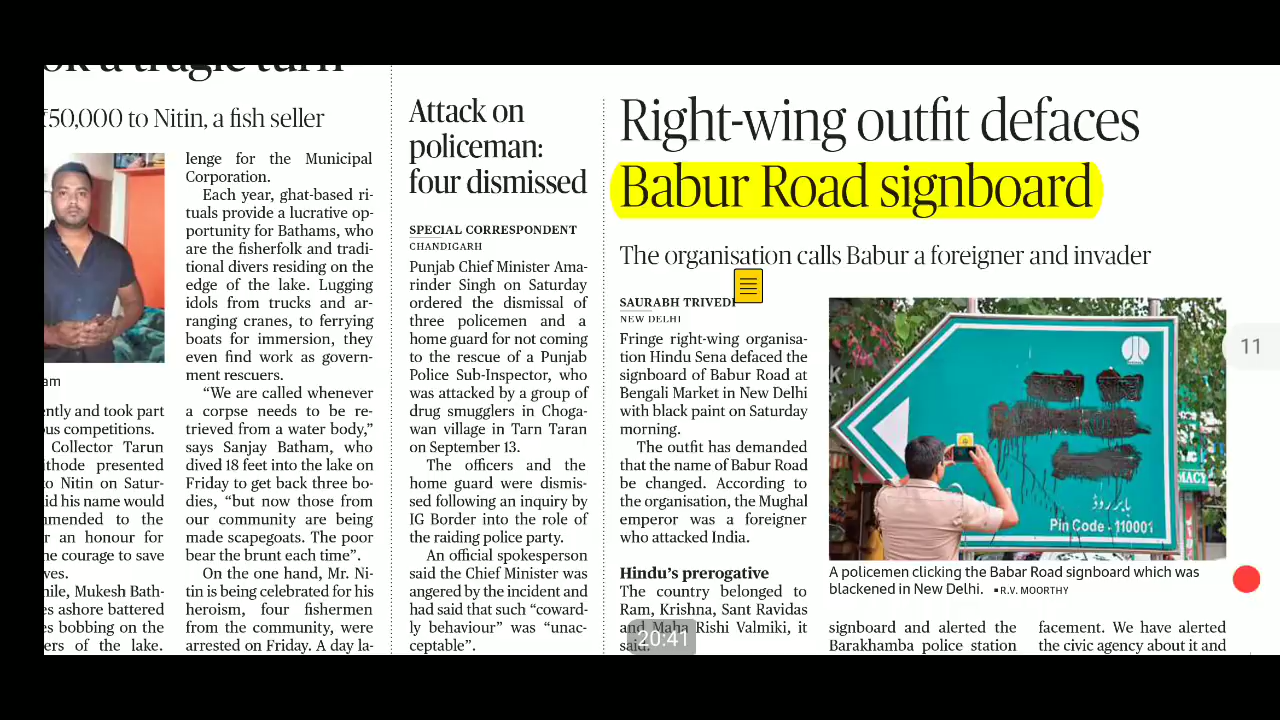 ₹50,000 to Nitin, a fish seller
am
ently and took part
us competitions.
Collector Tarun
ithode presented
to Nitin on Satur-
id his name would
mmended to the
r an honour for
he courage to save
ves.
hile, Mukesh Bath-
es ashore battered
es bobbing on the
ers of the lake.
lenge for the Municipal
Corporation.
Each year, ghat-based ri-
tuals provide a lucrative op-
portunity for Bathams, who
are the fisherfolk and tradi-
tional divers residing on the
edge of the lake. Lugging
idols from trucks and ar-
ranging cranes, to ferrying
boats for immersion, they
even find work as govern-
ment rescuers.
“We are called whenever
a corpse needs to be re-
trieved from a water body,”
says Sanjay Batham, who
dived 18 feet into the lake on
Friday to get back three bo-
dies, “but now those from
our community are being
made scapegoats. The poor
bear the brunt each time”.
On the one hand, Mr. Ni-
tin is being celebrated for his
heroism, four fishermen
from the community, were
arrested on Friday. A day la-
Attack on
policeman:
four dismissed
SPECIAL CORRESPONDENT
CHANDIGARH
Punjab Chief Minister Ama-
rinder Singh on Saturday
ordered the dismissal of
three policemen and a
home guard for not coming
to the rescue of a Punjab
Police Sub-Inspector, who
was attacked by a group of
drug smugglers in Choga-
wan village in Tarn Taran
on September 13.
The officers and the
home guard were dismis-
sed following an inquiry by
IG Border into the role of
the raiding police party.
An official spokesperson
said the Chief Minister was
angered by the incident and
had said that such “coward-
ly behaviour” was “unac-
ceptable”.
Right-wing outfit defaces
Babur Road signboard
The organisation calls Babur a foreigner and invader
SAURABH TRIVEDI
NEW DELHI
Fringe right-wing organisa-
tion Hindu Sena defaced the
signboard of Babur Road at
Bengali Market in New Delhi
with black paint on Saturday
morning.
The outfit has demanded
that the name of Babur Road
be changed. According to
the organisation, the Mughal
emperor was a foreigner
who attacked India.
Hindu’s prerogative
The country belonged to
Ram, Krishna, Sant Ravidas
and Maha Rishi Valmiki, it
said.
20:41
بابر روڈ
Pin Code - 110001
MACY
A policemen clicking the Babar Road signboard which was
blackened in New Delhi. ▪ R.V. MOORTHY
signboard and alerted the
Barakhamba police station
facement. We have alerted
the civic agency about it and
11